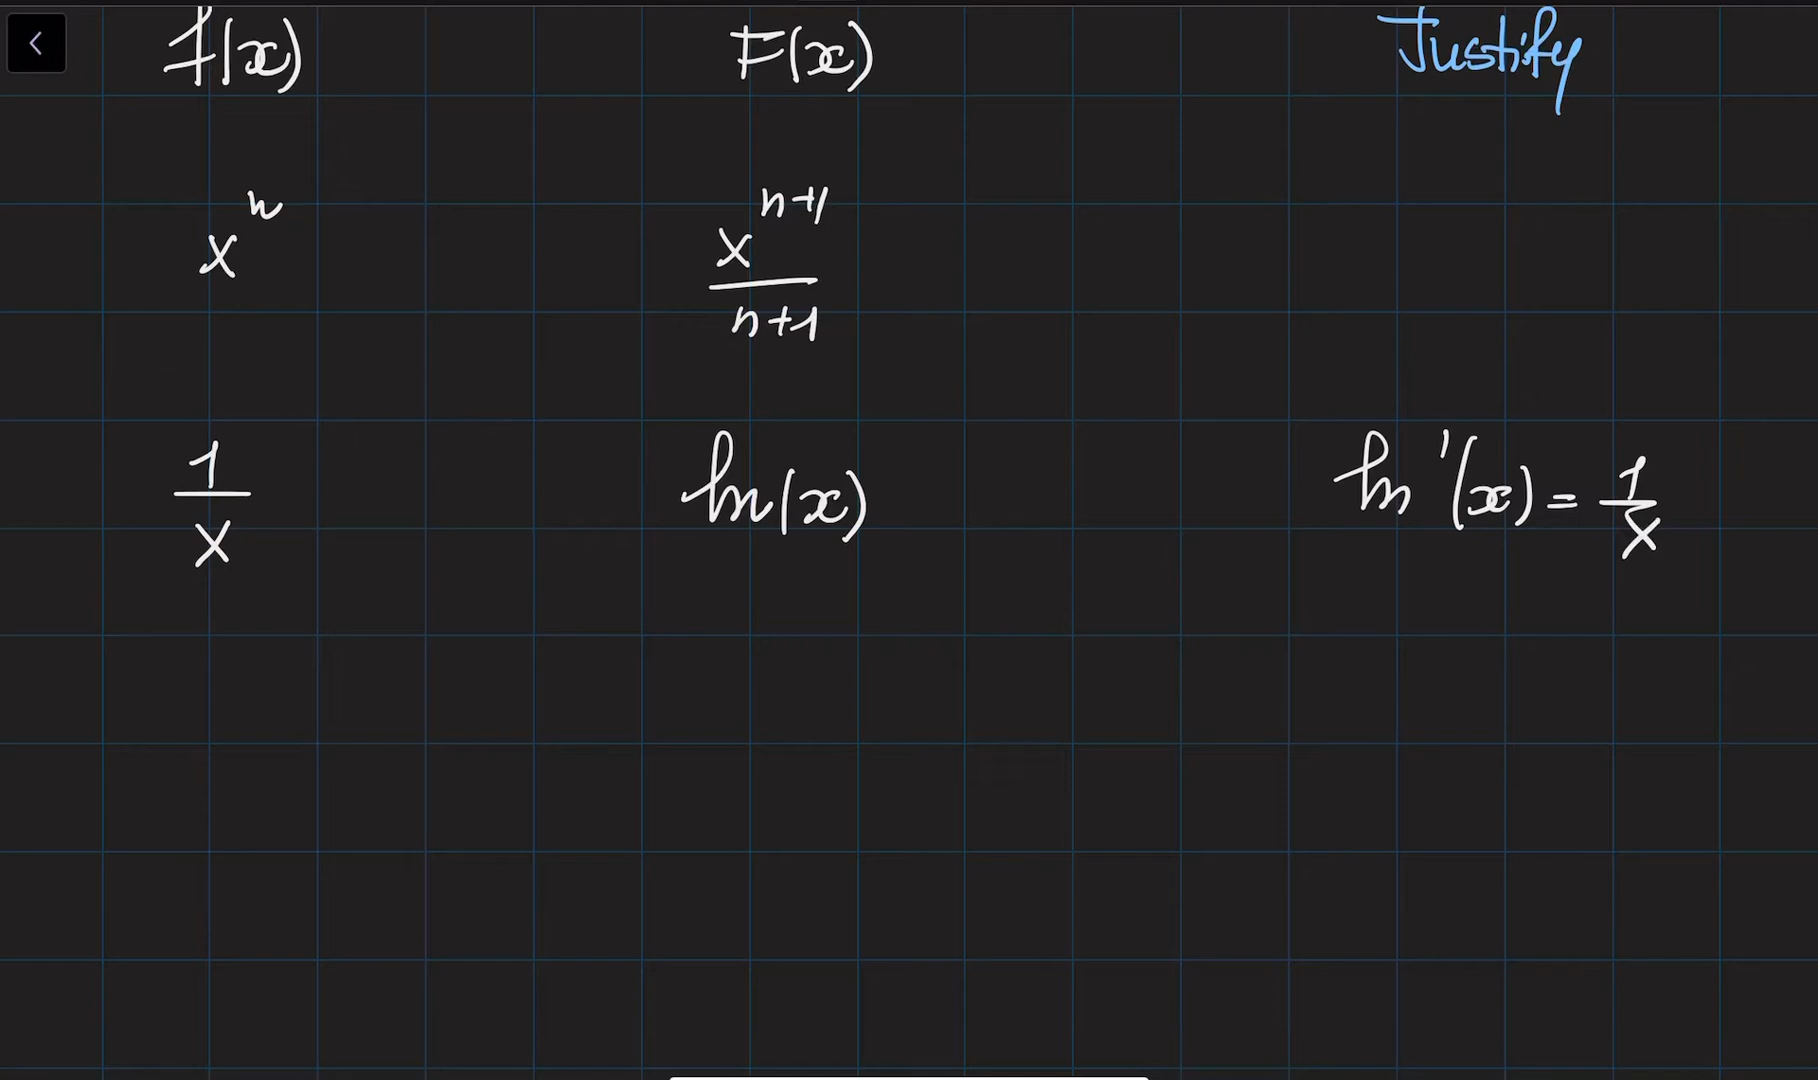 f(x) F(x) Justify
x^n x^{n+1}/n+1
1/x ln(x) ln'(x) = 1/x